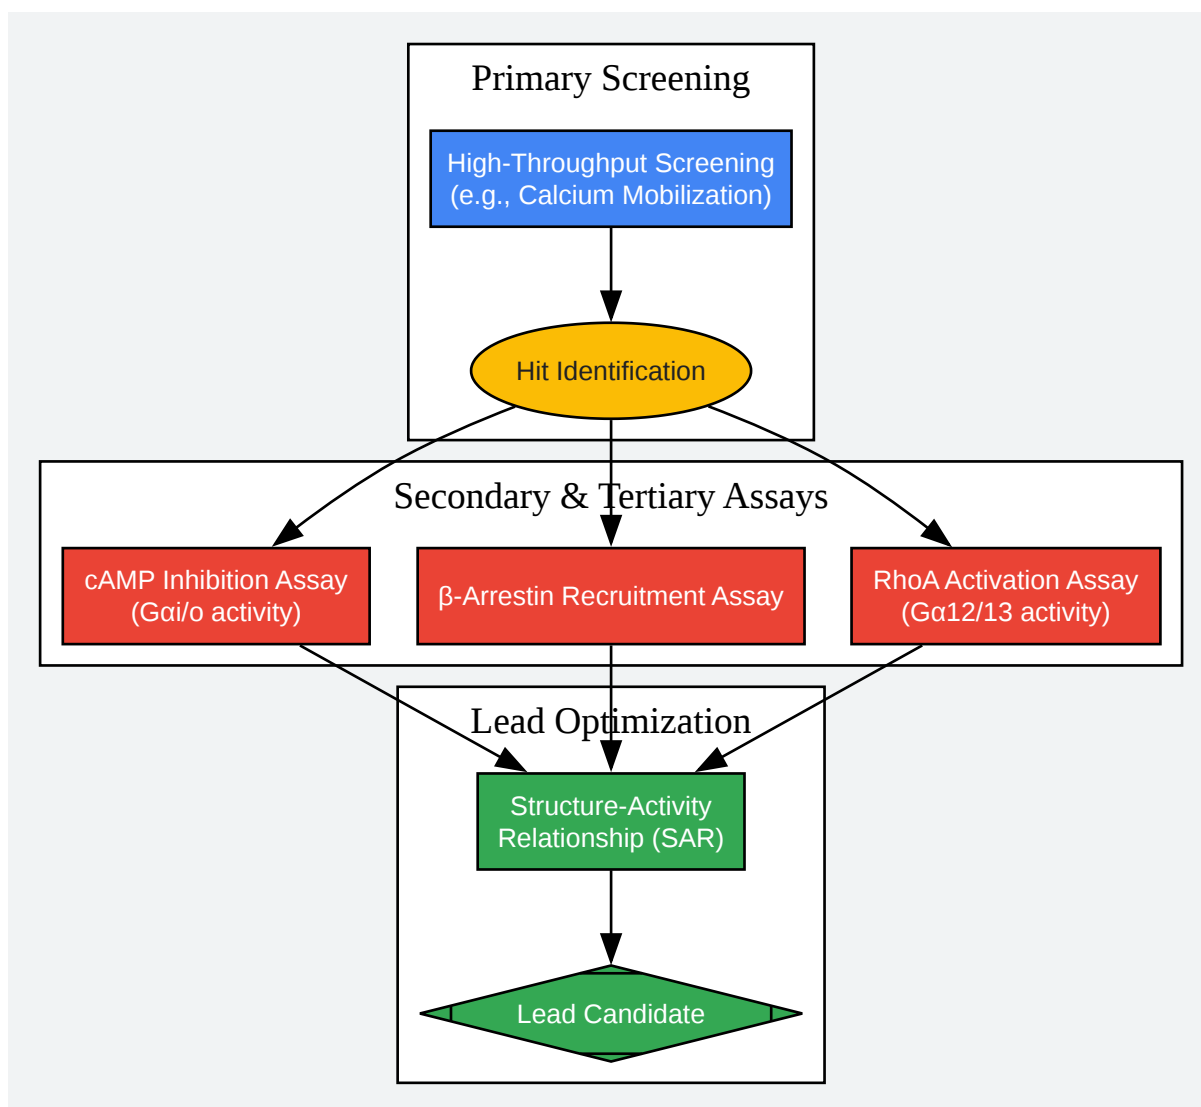 Primary Screening
High-Throughput Screening
(e.g., Calcium Mobilization)
Hit Identification
Secondary & Tertiary Assays
cAMP Inhibition Assay
(Gαi/o activity)
β-Arrestin Recruitment Assay
RhoA Activation Assay
(Gα12/13 activity)
Lead Optimization
Structure-Activity
Relationship (SAR)
Lead Candidate